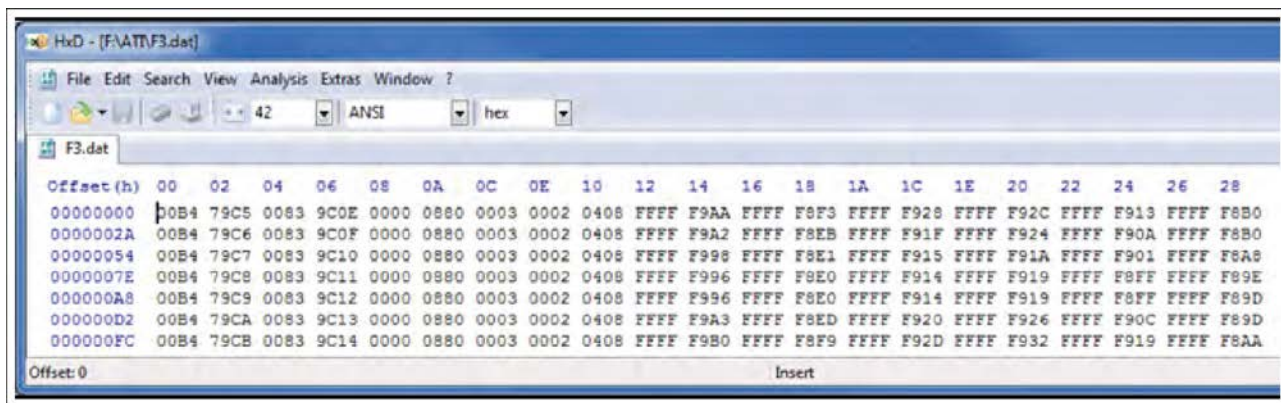 HxD - [F:\ATT\F3.dat]
File Edit Search View Analysis Extras Window ?
42 ANSI hex
F3.dat
Offset(h) 00 02 04 06 08 0A 0C 0E 10 12 14 16 18 1A 1C 1E 20 22 24 26 28
00000000 00B4 79C5 0083 9C0E 0000 0880 0003 0002 0408 FFFF F9AA FFFF F8F3 FFFF F928 FFFF F92C FFFF F913 FFFF F8B0
0000002A 00B4 79C6 0083 9C0F 0000 0880 0003 0002 0408 FFFF F9A2 FFFF F8EB FFFF F91F FFFF F924 FFFF F90A FFFF F8B0
00000054 00B4 79C7 0083 9C10 0000 0880 0003 0002 0408 FFFF F998 FFFF F8E1 FFFF F915 FFFF F91A FFFF F901 FFFF F8A8
0000007E 00B4 79C8 0083 9C11 0000 0880 0003 0002 0408 FFFF F996 FFFF F8E0 FFFF F914 FFFF F919 FFFF F8FF FFFF F89E
000000A8 00B4 79C9 0083 9C12 0000 0880 0003 0002 0408 FFFF F996 FFFF F8E0 FFFF F914 FFFF F919 FFFF F8FF FFFF F89D
000000D2 00B4 79CA 0083 9C13 0000 0880 0003 0002 0408 FFFF F9A3 FFFF F8ED FFFF F920 FFFF F926 FFFF F90C FFFF F89D
000000FC 00B4 79CB 0083 9C14 0000 0880 0003 0002 0408 FFFF F9B0 FFFF F8F9 FFFF F92D FFFF F932 FFFF F919 FFFF F8AA
Offset: 0 Insert